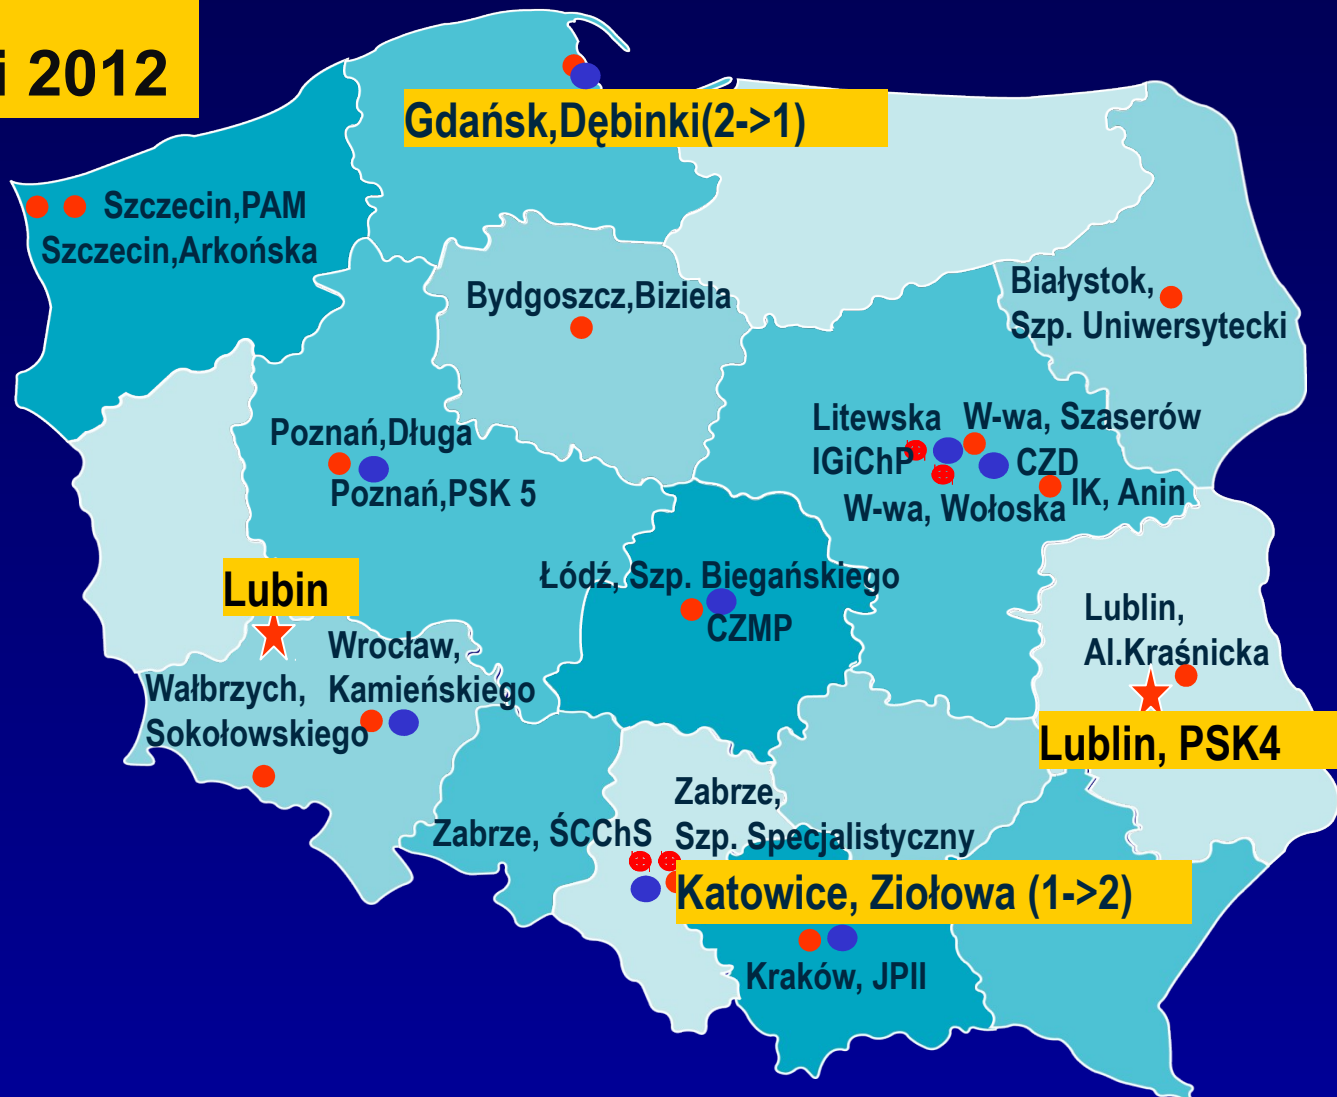 i 2012
Gdańsk,Dębinki(2->1)
Szczecin,PAM
Szczecin,Arkońska
Bydgoszcz,Biziela
Białystok,
Szp. Uniwersytecki
Poznań,Długa
Poznań,PSK 5
Litewska
W-wa, Szaserów
IGiChP
CZD
IK, Anin
W-wa, Wołoska
Łódź, Szp. Biegańskiego
CZMP
Lubin
Wrocław,
Kamieńskiego
Wałbrzych,
Sokołowskiego
Lublin,
Al.Kraśnicka
Lublin, PSK4
Zabrze,
Szp. Specjalistyczny
Zabrze, ŚCChS
Katowice, Ziołowa (1->2)
Kraków, JPII